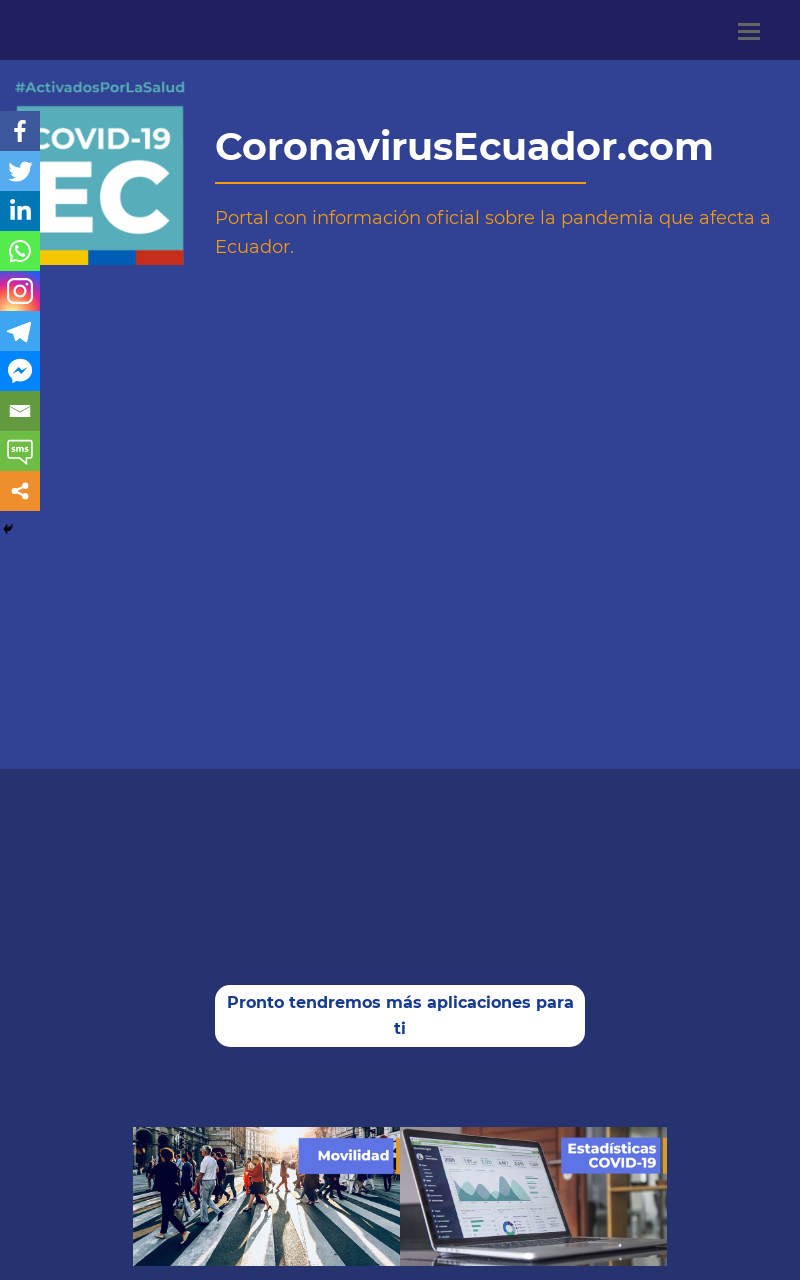 #ActivadosPorLaSalud
COVID-19
EC
CoronavirusEcuador.com
Portal con información oficial sobre la pandemia que afecta a
Ecuador.
sms
Pronto tendremos más aplicaciones para
ti
Movilidad
Estadísticas
COVID-19